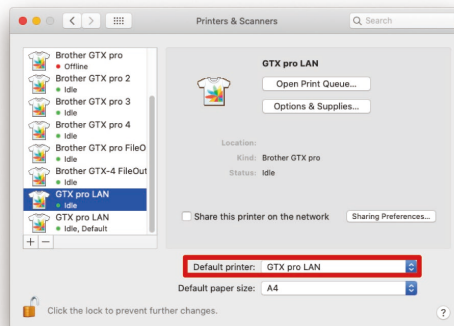 Printers & Scanners
Search
Brother GTX pro
Offline
Brother GTX pro 2
Idle
Brother GTX pro 3
Idle
Brother GTX pro 4
Idle
Brother GTX pro FileO
Idle
Brother GTX-4 FileOut
Idle
GTX pro LAN
Idle
GTX pro LAN
Idle, Default
+ −
GTX pro LAN
Open Print Queue...
Options & Supplies...
Location:
Kind: Brother GTX pro
Status: Idle
Share this printer on the network
Sharing Preferences...
Default printer: GTX pro LAN
Default paper size: A4
Click the lock to prevent further changes.
?